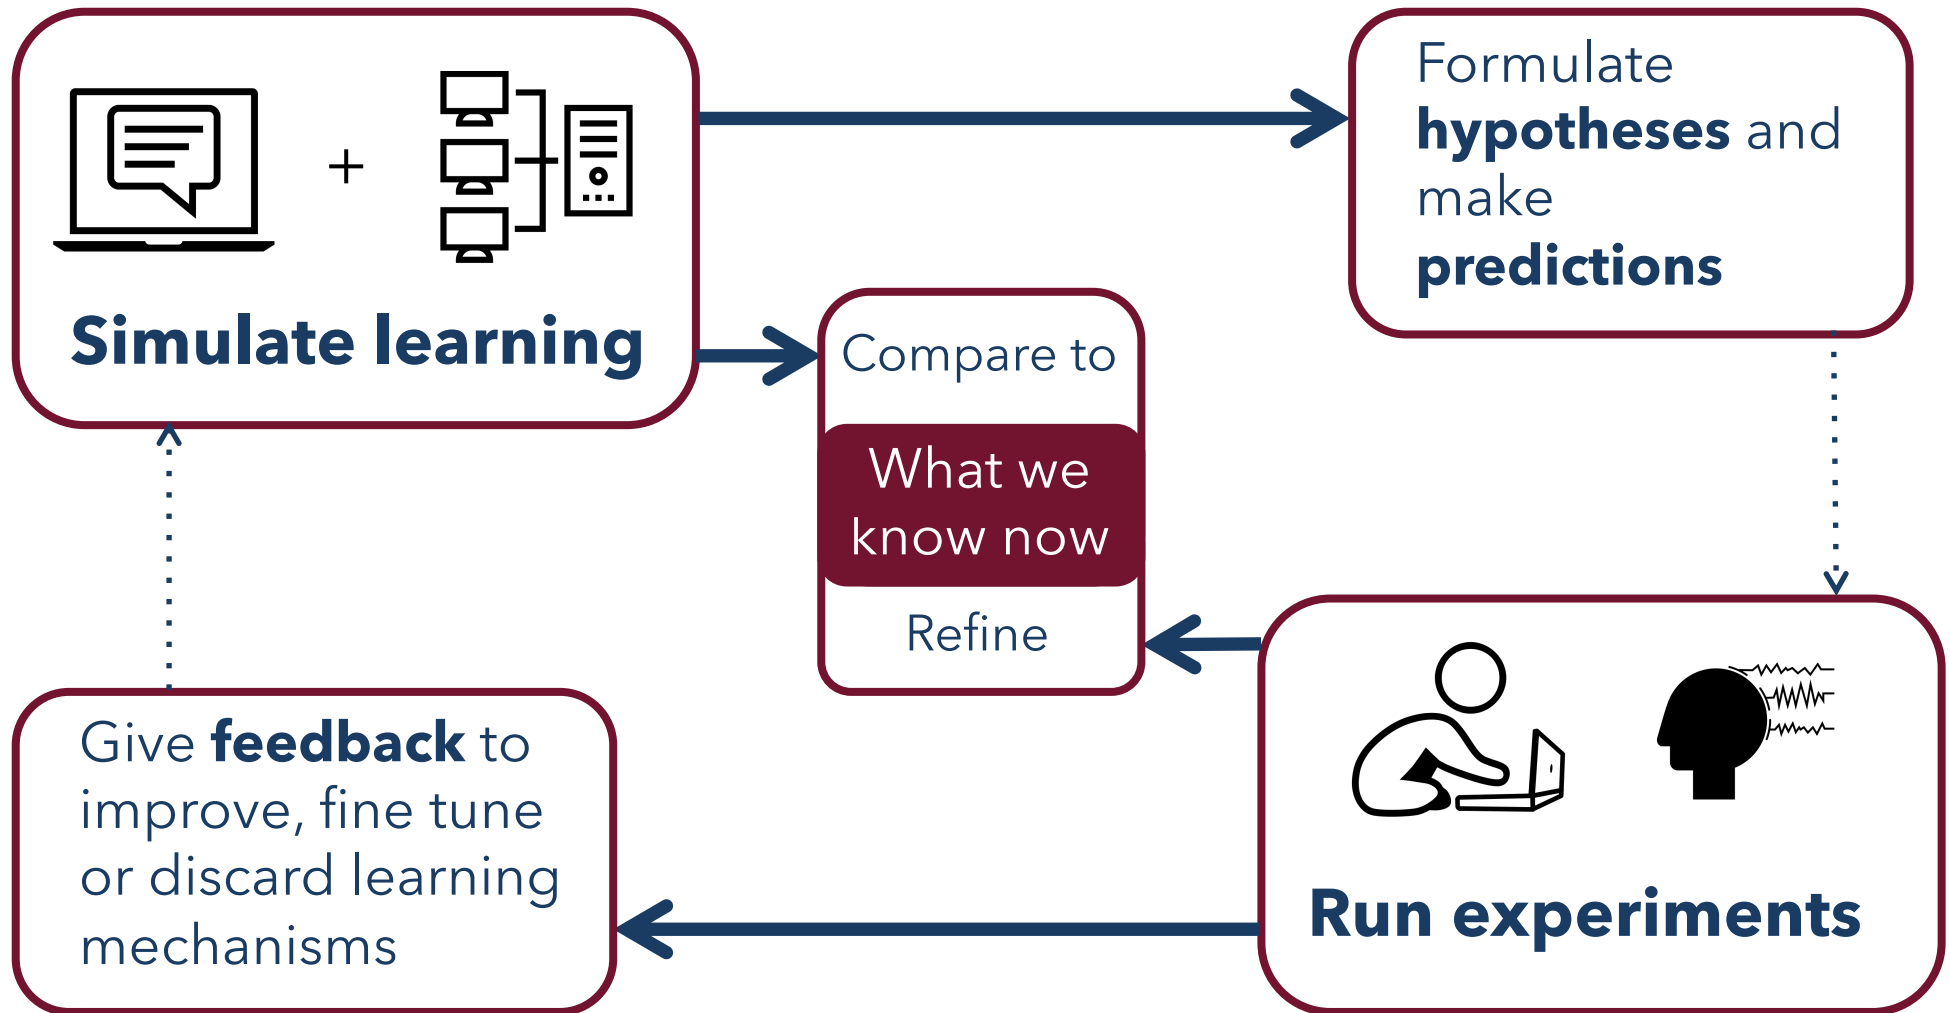 +
Simulate learning
Formulate
hypotheses and
make
predictions
Compare to
What we
know now
Refine
Give feedback to
improve, fine tune
or discard learning
mechanisms
Run experiments